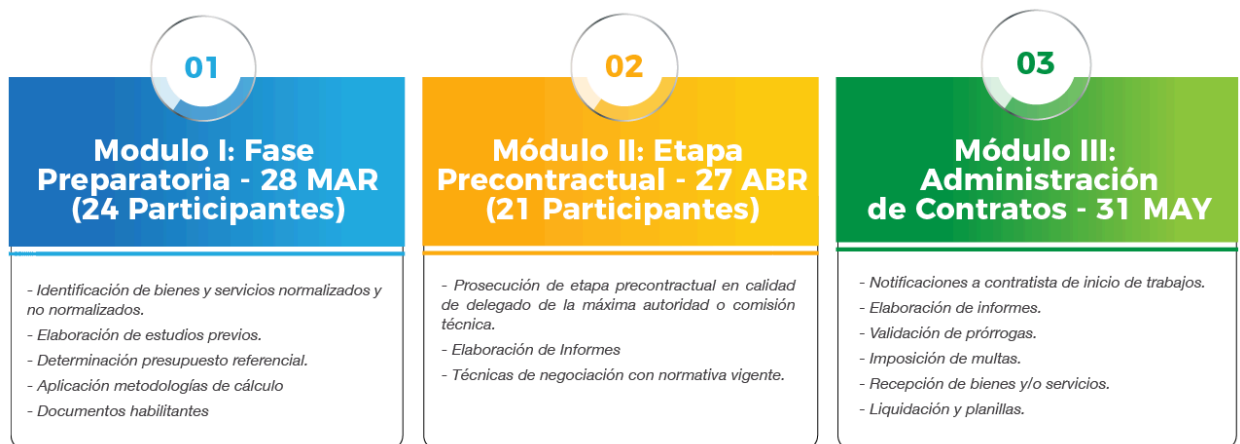 01
Modulo I: Fase
Preparatoria - 28 MAR
(24 Participantes)
- Identificación de bienes y servicios normalizados y
no normalizados.
- Elaboración de estudios previos.
- Determinación presupuesto referencial.
- Aplicación metodologías de cálculo
- Documentos habilitantes
02
Módulo II: Etapa
Precontractual - 27 ABR
(21 Participantes)
- Prosecución de etapa precontractual en calidad
de delegado de la máxima autoridad o comisión
técnica.
- Elaboración de Informes
- Técnicas de negociación con normativa vigente.
03
Módulo III:
Administración
de Contratos - 31 MAY
- Notificaciones a contratista de inicio de trabajos.
- Elaboración de informes.
- Validación de prórrogas.
- Imposición de multas.
- Recepción de bienes y/o servicios.
- Liquidación y planillas.